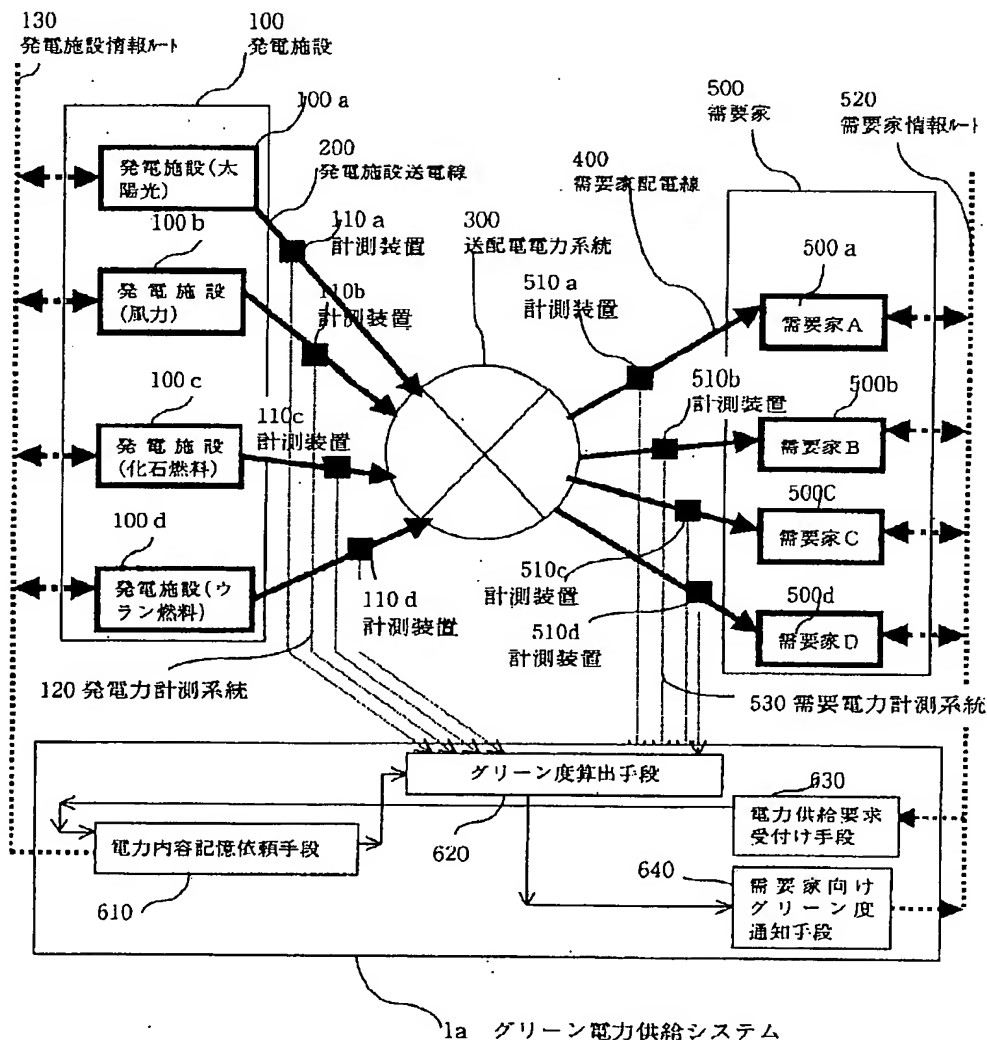 130
発電施設情報ルート
100
発電施設
100a
発電施設(太
陽光)
200
発電施設送電線
110a
計測装置
100b
発電施設
(風力)
110b
計測装置
100c
発電施設
(化石燃料)
110c
計測装置
100d
発電施設(ウ
ラン燃料)
110d
計測装置
120 発電力計測系統
300
送配電電力系統
400
需要家配電線
500
需要家
520
需要家情報ルート
510a
計測装置
500a
需要家A
510b
計測装置
500b
需要家B
500C
需要家C
510c
計測装置
500d
需要家D
510d
計測装置
530 需要電力計測系統
グリーン度算出手段
620
630
電力供給要求
受付け手段
電力内容記憶依頼手段
610
640
需要家向け
グリーン度
通知手段
1a グリーン電力供給システム